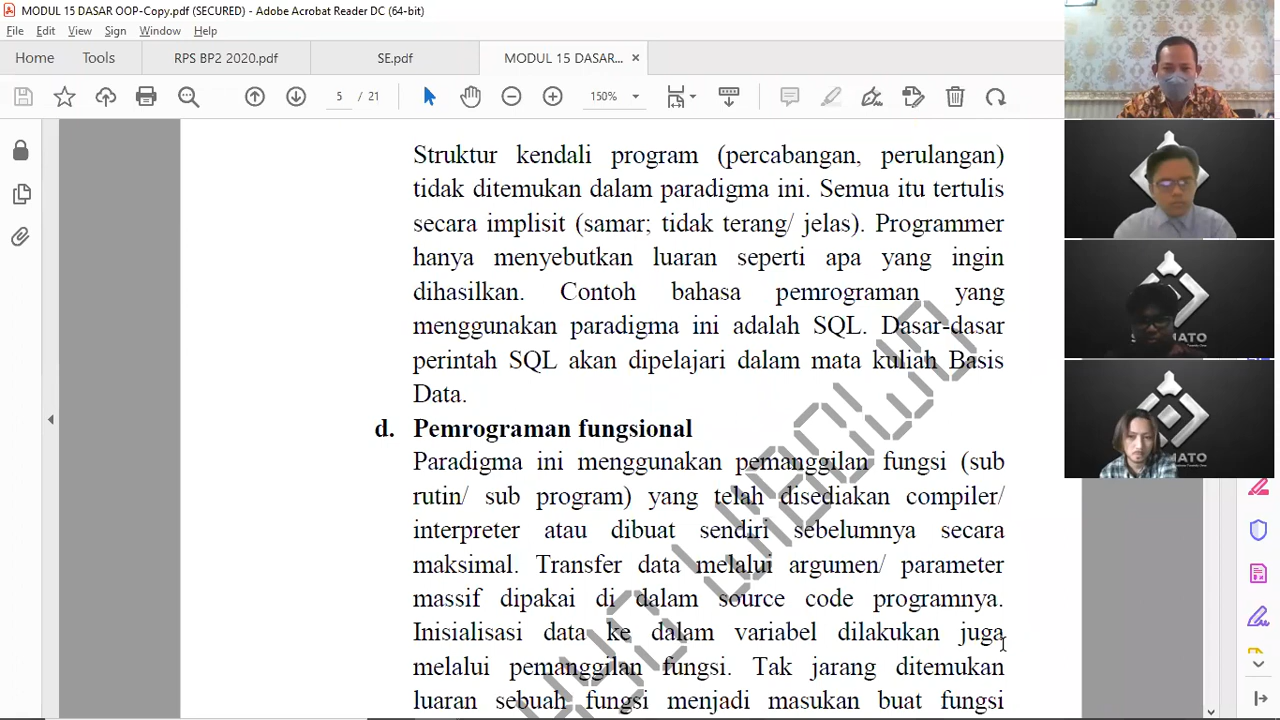 MODUL 15 DASAR OOP-Copy.pdf (SECURED) - Adobe Acrobat Reader DC (64-bit)
File Edit View Sign Window Help
Home Tools RPS BP2 2020.pdf SE.pdf MODUL 15 DASAR... ×
5 / 21 150%
Struktur kendali program (percabangan, perulangan)
tidak ditemukan dalam paradigma ini. Semua itu tertulis
secara implisit (samar; tidak terang/ jelas). Programmer
hanya menyebutkan luaran seperti apa yang ingin
dihasilkan. Contoh bahasa pemrograman yang
menggunakan paradigma ini adalah SQL. Dasar-dasar
perintah SQL akan dipelajari dalam mata kuliah Basis
Data.
d. Pemrograman fungsional
Paradigma ini menggunakan pemanggilan fungsi (sub
rutin/ sub program) yang telah disediakan compiler/
interpreter atau dibuat sendiri sebelumnya secara
maksimal. Transfer data melalui argumen/ parameter
massif dipakai di dalam source code programnya.
Inisialisasi data ke dalam variabel dilakukan juga
melalui pemanggilan fungsi. Tak jarang ditemukan
luaran sebuah fungsi menjadi masukan buat fungsi